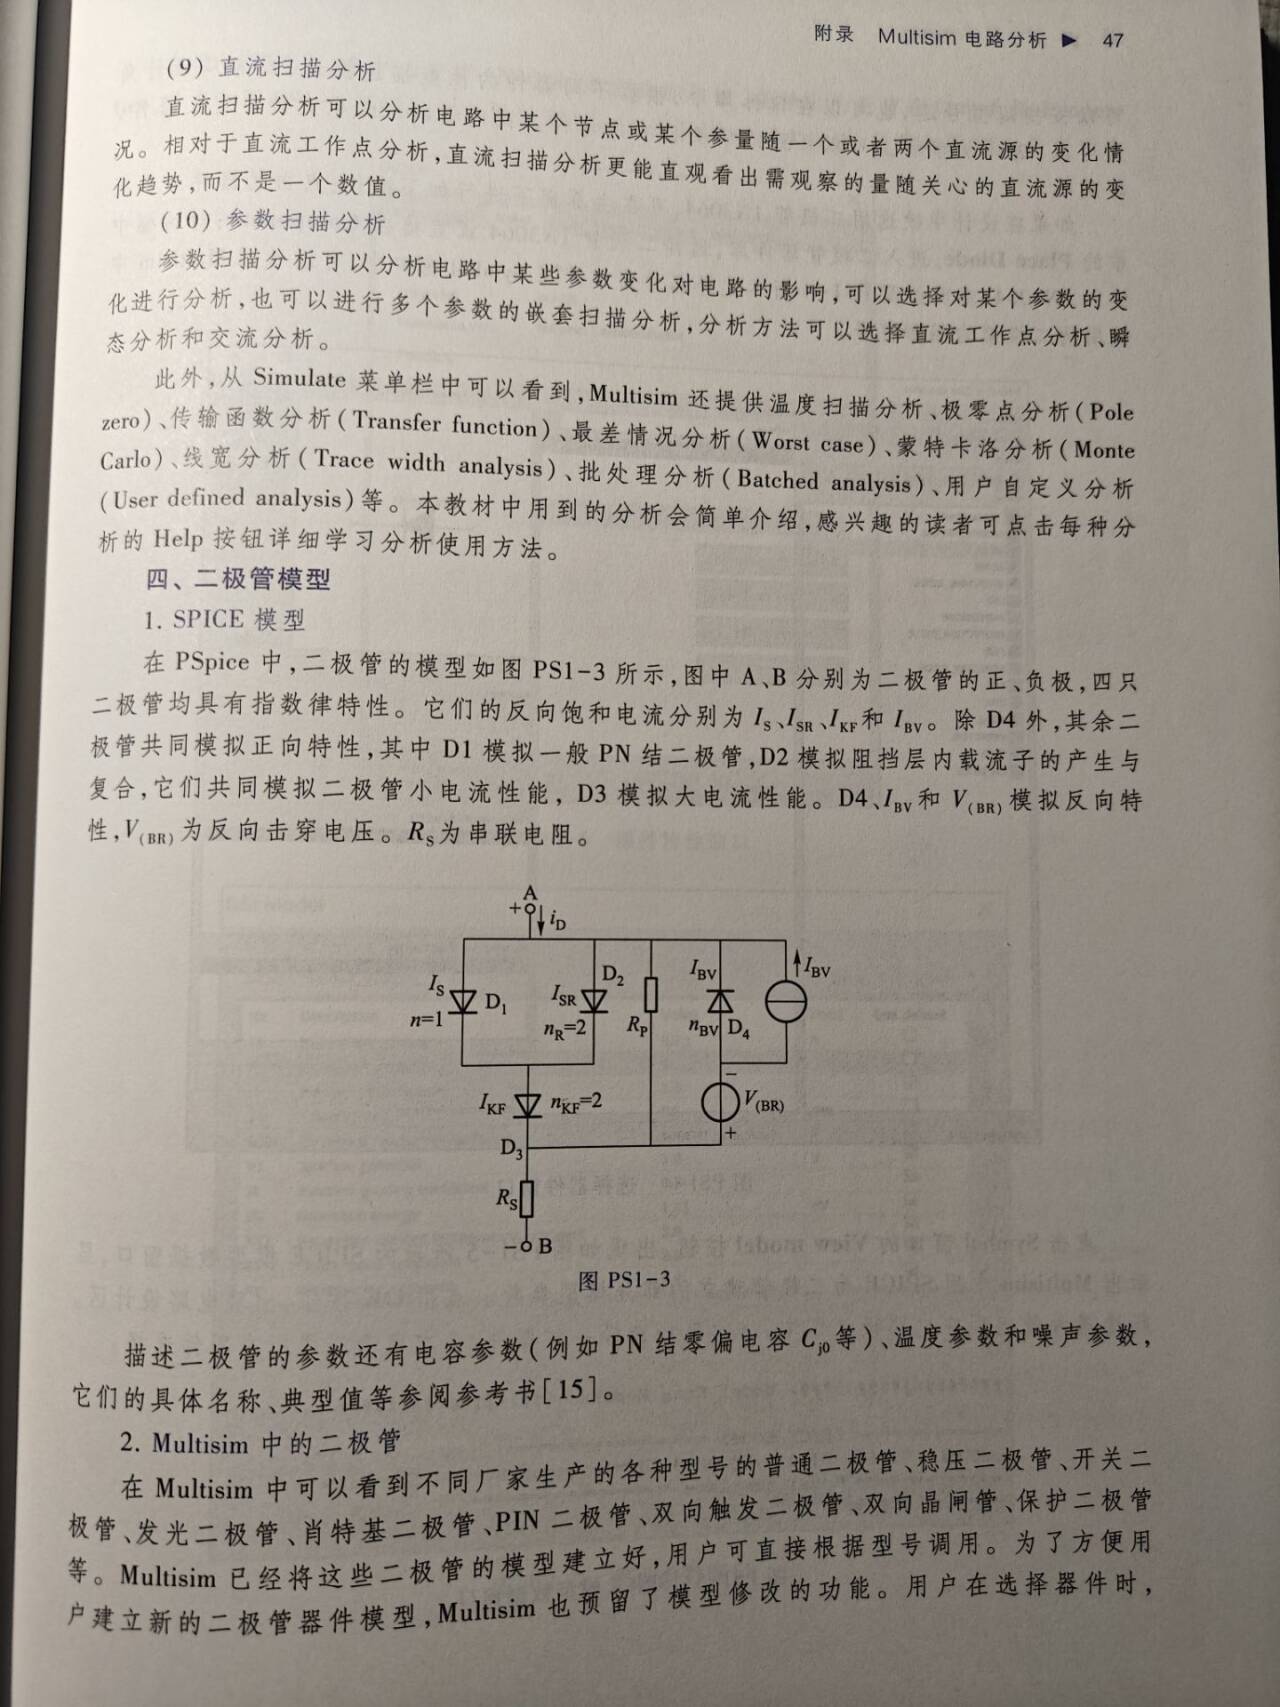 附录 Multisim 电路分析 ▶ 47
(9) 直流扫描分析
直流扫描分析可以分析电路中某个节点或某个参量随一个或者两个直流源的变化情
况。相对于直流工作点分析,直流扫描分析更能直观看出需观察的量随关心的直流源的变
化趋势,而不是一个数值。
(10) 参数扫描分析
参数扫描分析可以分析电路中某些参数变化对电路的影响,可以选择对某个参数的变
化进行分析,也可以进行多个参数的嵌套扫描分析,分析方法可以选择直流工作点分析、瞬
态分析和交流分析。
此外,从 Simulate 菜单栏中可以看到,Multisim 还提供温度扫描分析、极零点分析(Pole
zero)、传输函数分析(Transfer function)、最差情况分析(Worst case)、蒙特卡洛分析(Monte
Carlo)、线宽分析(Trace width analysis)、批处理分析(Batched analysis)、用户自定义分析
(User defined analysis)等。本教材中用到的分析会简单介绍,感兴趣的读者可点击每种分
析的 Help 按钮详细学习分析使用方法。
四、二极管模型
1. SPICE 模型
在 PSpice 中,二极管的模型如图 PS1-3 所示,图中 A、B 分别为二极管的正、负极,四只
二极管均具有指数律特性。它们的反向饱和电流分别为 I_S、I_SR、I_KF和 I_BV。除 D4 外,其余二
极管共同模拟正向特性,其中 D1 模拟一般 PN 结二极管,D2 模拟阻挡层内载流子的产生与
复合,它们共同模拟二极管小电流性能, D3 模拟大电流性能。D4、I_BV和 V_(BR)模拟反向特
性,V_(BR)为反向击穿电压。R_S为串联电阻。
A
+ i_D
I_S D_1 n=1
I_SR D_2 n_R=2
R_P
I_BV n_BV D_4
I_BV
I_KF n_KF=2
D_3
− V_(BR) +
R_S
− B
图 PS1-3
描述二极管的参数还有电容参数(例如 PN 结零偏电容 C_j0等)、温度参数和噪声参数,
它们的具体名称、典型值等参阅参考书[15]。
2. Multisim 中的二极管
在 Multisim 中可以看到不同厂家生产的各种型号的普通二极管、稳压二极管、开关二
极管、发光二极管、肖特基二极管、PIN 二极管、双向触发二极管、双向晶闸管、保护二极管
等。Multisim 已经将这些二极管的模型建立好,用户可直接根据型号调用。为了方便用
户建立新的二极管器件模型,Multisim 也预留了模型修改的功能。用户在选择器件时,